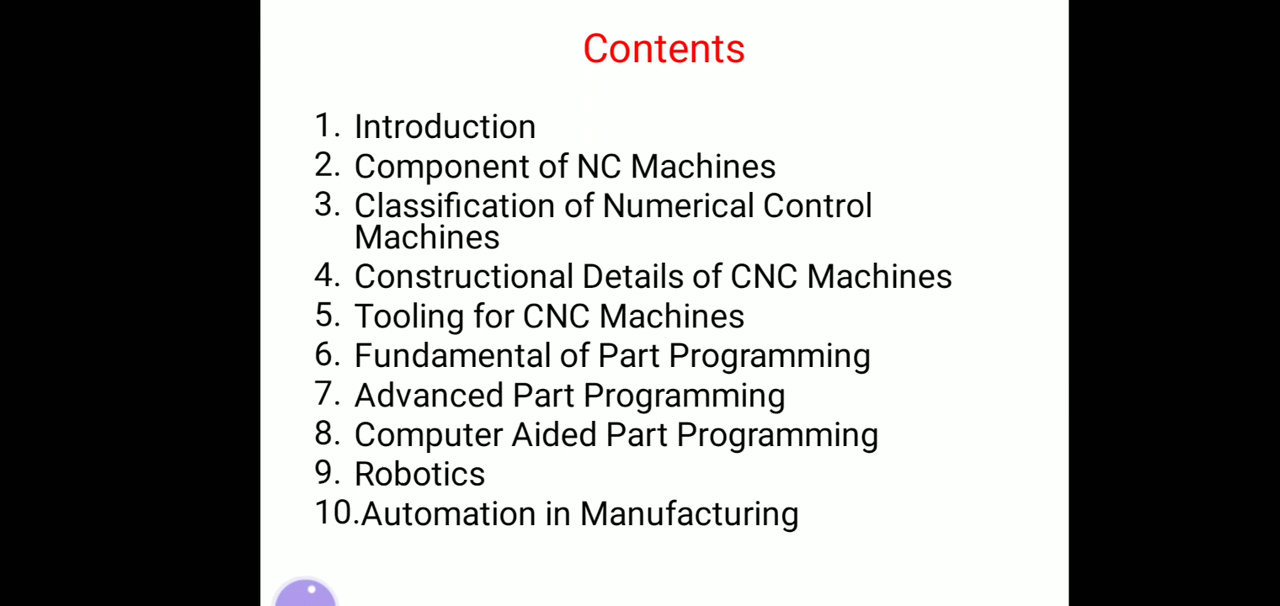 Contents
1. Introduction
2. Component of NC Machines
3. Classification of Numerical Control
Machines
4. Constructional Details of CNC Machines
5. Tooling for CNC Machines
6. Fundamental of Part Programming
7. Advanced Part Programming
8. Computer Aided Part Programming
9. Robotics
10.Automation in Manufacturing